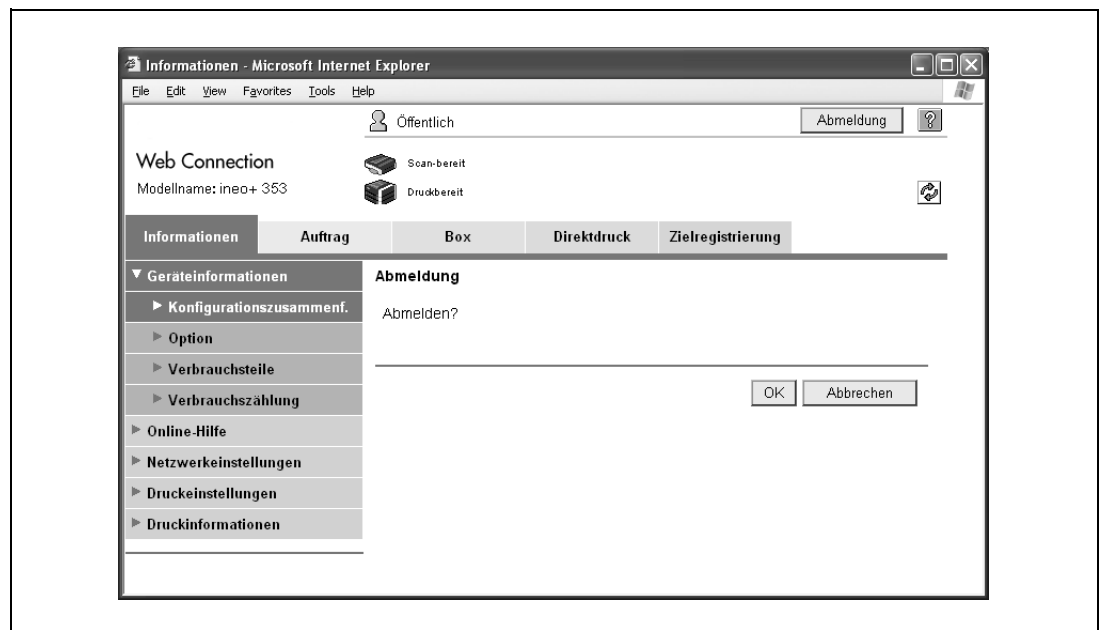 Informationen - Microsoft Internet Explorer
File Edit View Favorites Tools Help
Öffentlich
Abmeldung ?
Web Connection
Scan-bereit
Modellname: ineo+ 353
Druckbereit
Informationen Auftrag Box Direktdruck Zielregistrierung
Geräteinformationen
Konfigurationszusammenf.
Option
Verbrauchsteile
Verbrauchszählung
Online-Hilfe
Netzwerkeinstellungen
Druckeinstellungen
Druckinformationen
Abmeldung
Abmelden?
OK Abbrechen